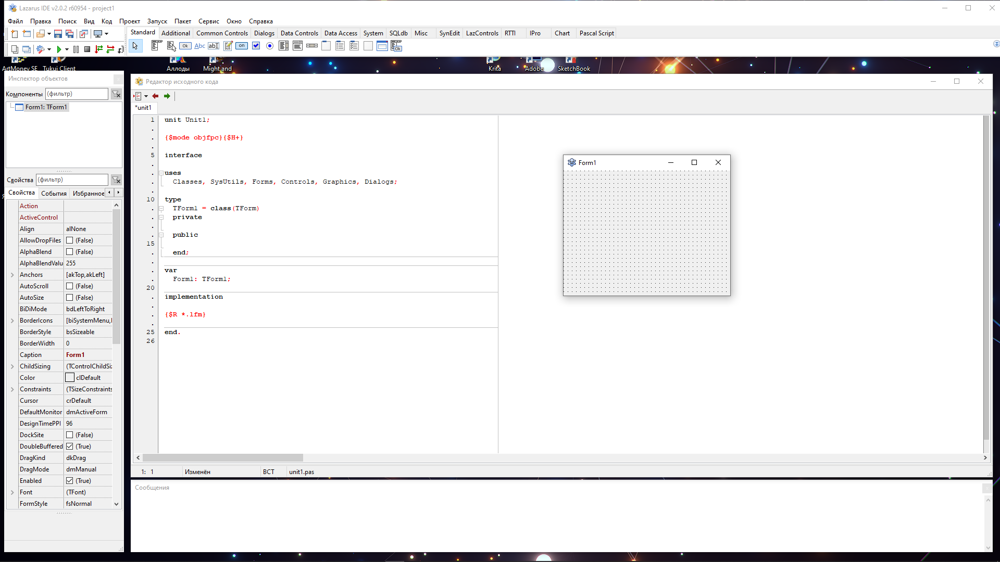 Lazarus IDE v2.0.2 r60954 - project1
Файл Правка Поиск Вид Код Проект Запуск Пакет Сервис Окно Справка
Standard Additional Common Controls Dialogs Data Controls Data Access System SQLdb Misc SynEdit LazControls RTTI IPro Chart Pascal Script
Ok Abc abI on Ok
ArtMoney SE Tukui Client Аллоды Might and Krita Adobe SketchBook
Инспектор объектов
Компоненты (фильтр)
Form1: TForm1
Свойства (фильтр)
Свойства События Избранное
Action
ActiveControl
Align alNone
AllowDropFiles (False)
AlphaBlend (False)
AlphaBlendValu 255
Anchors [akTop,akLeft]
AutoScroll (False)
AutoSize (False)
BiDiMode bdLeftToRight
BorderIcons [biSystemMenu,
BorderStyle bsSizeable
BorderWidth 0
Caption Form1
ChildSizing (TControlChildSiz
Color clDefault
Constraints (TSizeConstraints
Cursor crDefault
DefaultMonitor dmActiveForm
DesignTimePPI 96
DockSite (False)
DoubleBuffered (True)
DragKind dkDrag
DragMode dmManual
Enabled (True)
Font (TFont)
FormStyle fsNormal
Редактор исходного кода
*unit1
1 unit Unit1;
.
. {$mode objfpc}{$H+}
.
5 interface
.
. uses
. Classes, SysUtils, Forms, Controls, Graphics, Dialogs;
.
10 type
. TForm1 = class(TForm)
. private
.
. public
15
. end;
.
. var
. Form1: TForm1;
20
. implementation
.
. {$R *.lfm}
.
25 end.
26
Form1
1: 1 Изменён ВСТ unit1.pas
Сообщения